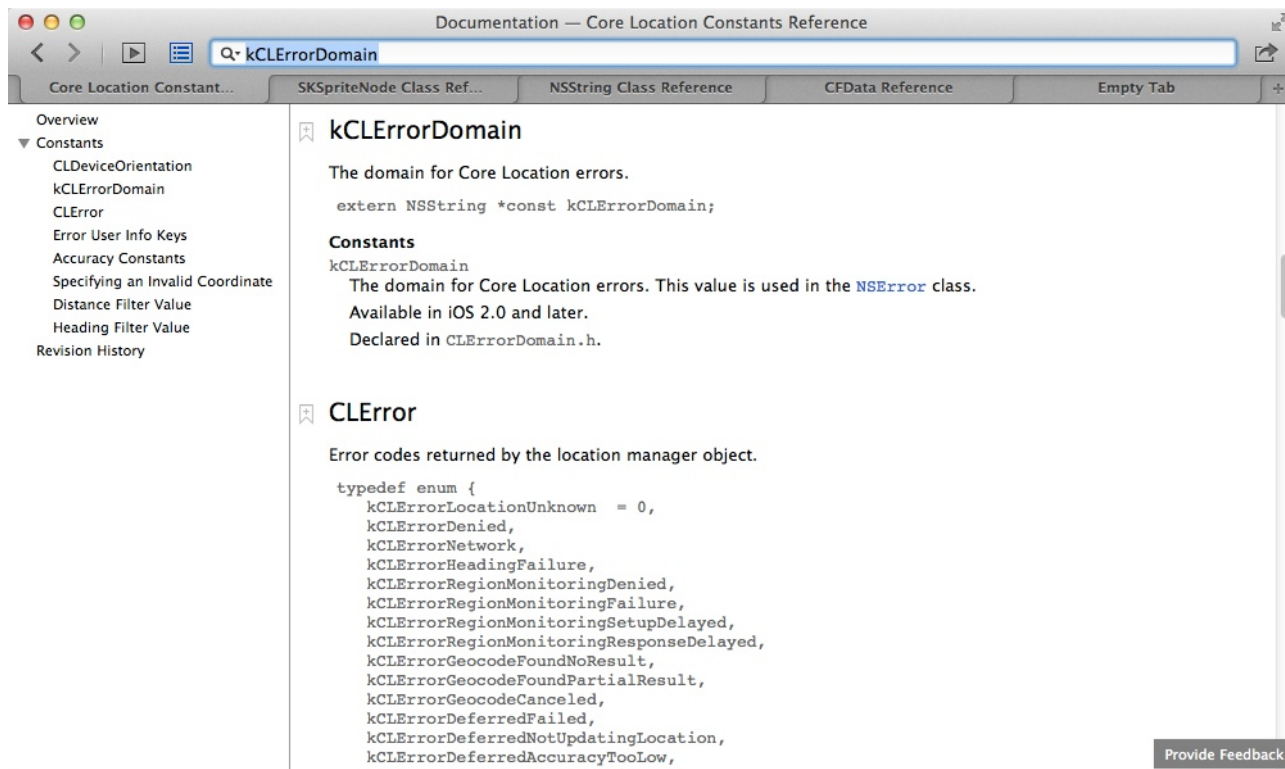 Documentation — Core Location Constants Reference
kCLErrorDomain
Core Location Constant...
SKSpriteNode Class Ref...
NSString Class Reference
CFData Reference
Empty Tab
Overview
Constants
CLDeviceOrientation
kCLErrorDomain
CLError
Error User Info Keys
Accuracy Constants
Specifying an Invalid Coordinate
Distance Filter Value
Heading Filter Value
Revision History
kCLErrorDomain
The domain for Core Location errors.
extern NSString *const kCLErrorDomain;
Constants
kCLErrorDomain
The domain for Core Location errors. This value is used in the NSError class.
Available in iOS 2.0 and later.
Declared in CLErrorDomain.h.
CLError
Error codes returned by the location manager object.
typedef enum {
kCLErrorLocationUnknown  = 0,
kCLErrorDenied,
kCLErrorNetwork,
kCLErrorHeadingFailure,
kCLErrorRegionMonitoringDenied,
kCLErrorRegionMonitoringFailure,
kCLErrorRegionMonitoringSetupDelayed,
kCLErrorRegionMonitoringResponseDelayed,
kCLErrorGeocodeFoundNoResult,
kCLErrorGeocodeFoundPartialResult,
kCLErrorGeocodeCanceled,
kCLErrorDeferredFailed,
kCLErrorDeferredNotUpdatingLocation,
kCLErrorDeferredAccuracyTooLow,
Provide Feedback